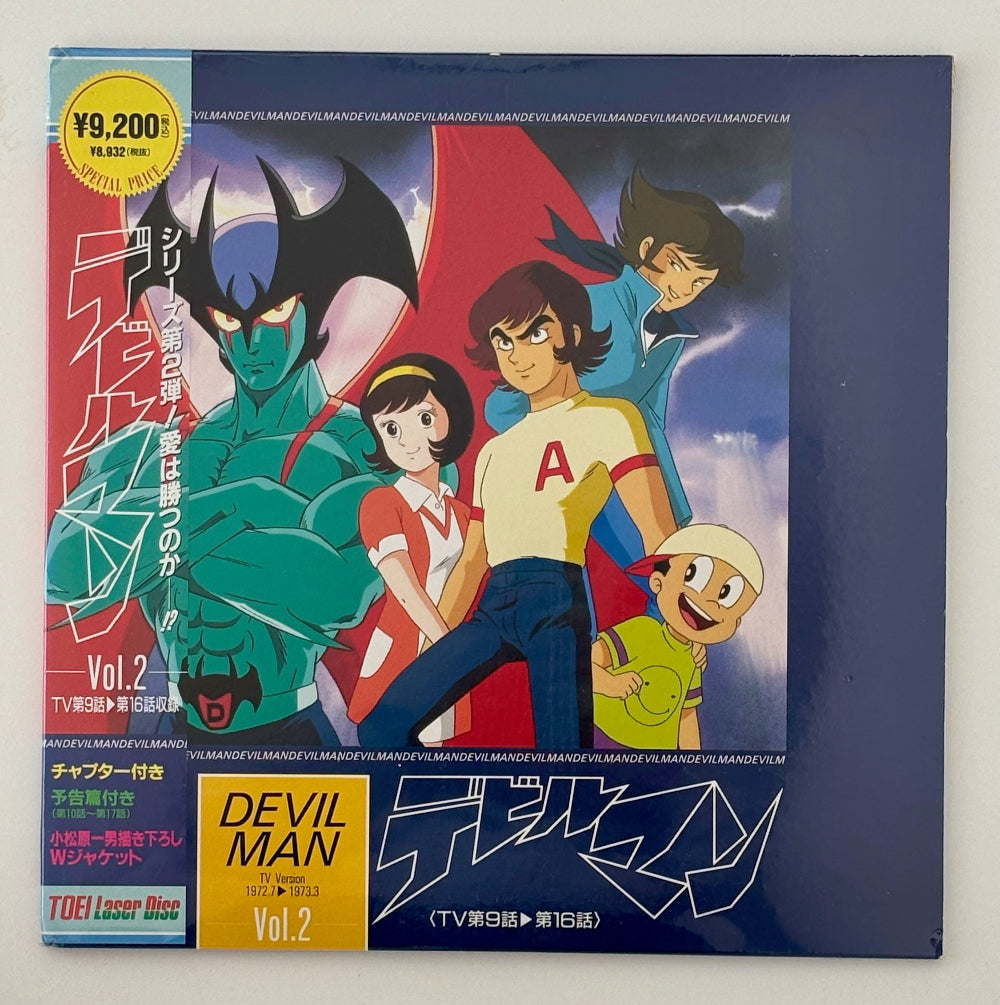 ¥9,200(税込)
¥8,932(税抜)
SPECIAL PRICE
デビルマン
シリーズ第2弾!愛は勝つのか──!?
Vol.2
TV第9話▶第16話収録
MANDEVILMANDEVILMANDEVILMAND
チャプター付き
予告篇付き
(第10話~第17話)
小松原一男描き下ろし
Wジャケット
TOEI Laser Disc
EVILMANDEVILMANDEVILMANDEVILMANDEVILMANDEVILMANDEVILMANDEVILMANDEVILMAN
A
D
EVILMANDEVILMANDEVILMANDEVILMANDEVILMANDEVILMANDEVILMANDEVILMANDEVILM
DEVIL
MAN
TV Version
1972.7▶1973.3
Vol.2
デビルマン
〈TV第9話▶第16話〉